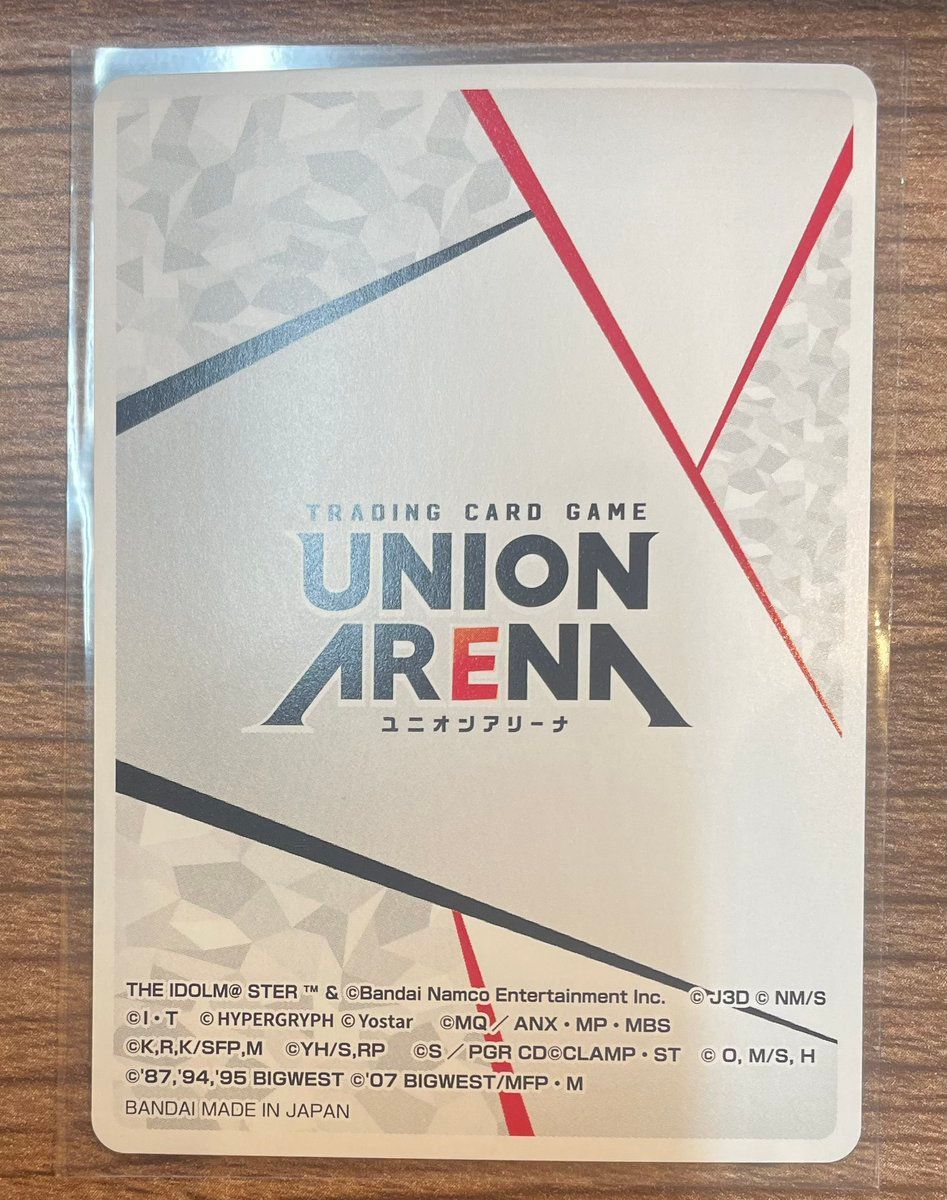 TRADING CARD GAME
UNION
ARENA
ユニオンアリーナ
THE IDOLM@ STER ™ & ©Bandai Namco Entertainment Inc. © J3D © NM/S
©I・T © HYPERGRYPH © Yostar ©MQ／ ANX・MP・MBS
©K,R,K/SFP,M ©YH/S,RP ©S／PGR CD©CLAMP・ST © O, M/S, H
©'87,'94,'95 BIGWEST ©'07 BIGWEST/MFP・M
BANDAI MADE IN JAPAN